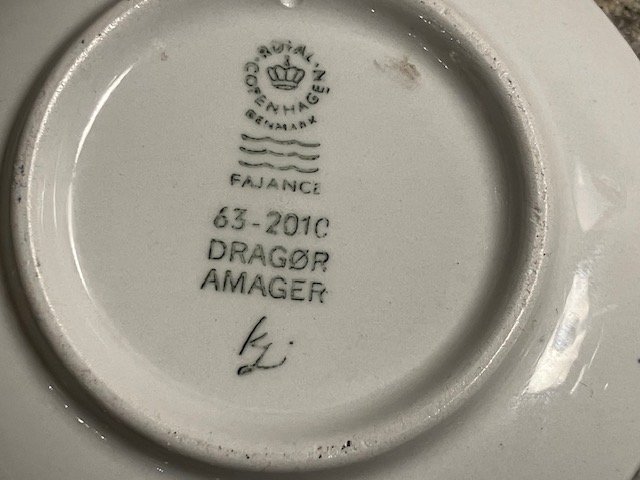 ROYAL
COPENHAGEN
DENMARK
FAJANCE
63-2010
DRAGØR
AMAGER